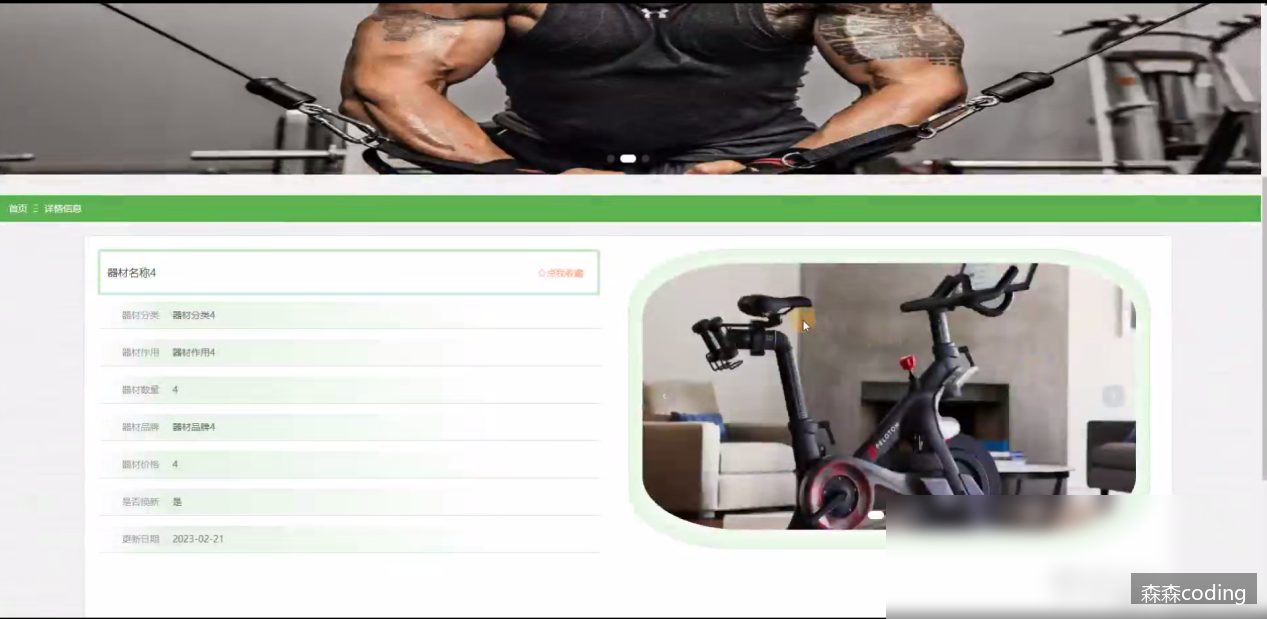 首页 详情信息
器材名称4 ☆点我收藏
器材分类 器材分类4
器材作用 器材作用4
器材数量 4
器材品牌 器材品牌4
器材价格 4
是否焕新 是
更新日期 2023-02-21
PELOTON
森森coding